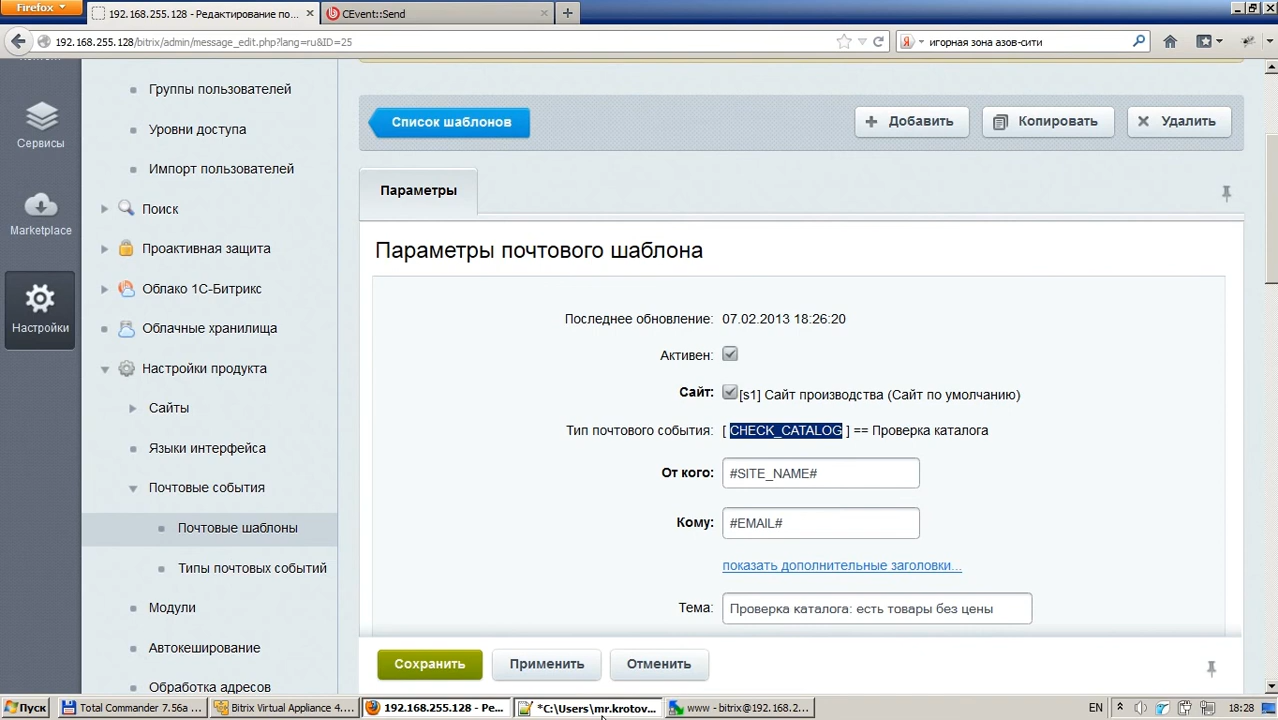 Firefox
192.168.255.128 - Редактирование по...
CEvent::Send
192.168.255.128/bitrix/admin/message_edit.php?lang=ru&ID=25
игорная зона азов-сити
Группы пользователей
Уровни доступа
Импорт пользователей
Поиск
Проактивная защита
Облако 1С-Битрикс
Облачные хранилища
Настройки продукта
Сайты
Языки интерфейса
Почтовые события
Почтовые шаблоны
Типы почтовых событий
Модули
Автокеширование
Обработка адресов
Сервисы
Marketplace
Настройки
Список шаблонов
Добавить
Копировать
Удалить
Параметры
Параметры почтового шаблона
Последнее обновление: 07.02.2013 18:26:20
Активен:
Сайт: [s1] Сайт производства (Сайт по умолчанию)
Тип почтового события: [ CHECK_CATALOG ] == Проверка каталога
От кого: #SITE_NAME#
Кому: #EMAIL#
показать дополнительные заголовки...
Тема: Проверка каталога: есть товары без цены
Сохранить
Применить
Отменить
Пуск
Total Commander 7.56a ...
Bitrix Virtual Appliance 4....
192.168.255.128 - Ре...
*C:\Users\mr.krotov...
www - bitrix@192.168.2...
EN
18:28